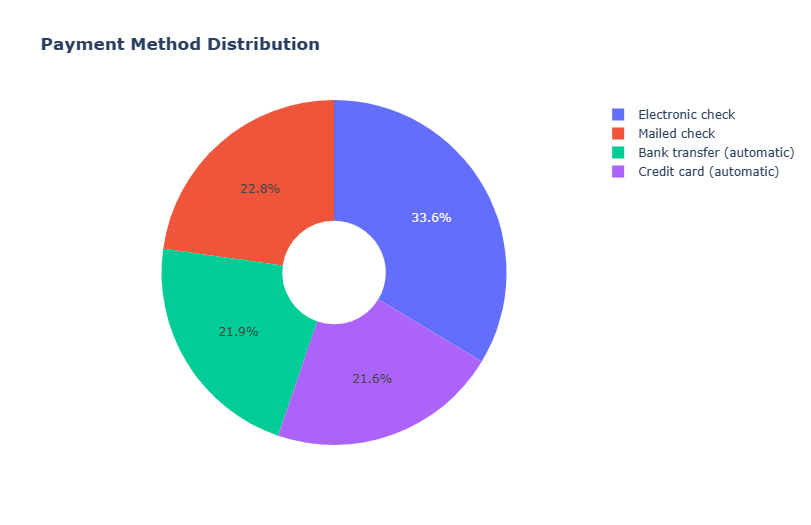 Payment Method Distribution
Electronic check
Mailed check
Bank transfer (automatic)
Credit card (automatic)
22.8%
33.6%
21.9%
21.6%